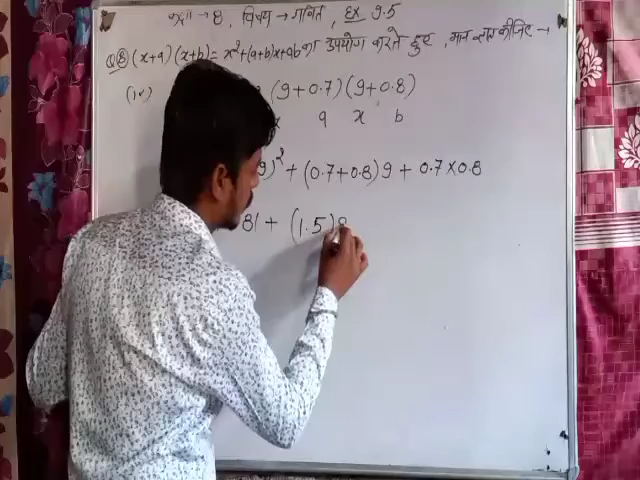 कक्षा → 8, विषय → गणित, EX 9.5
Q 8 (x+a)(x+b) = x²+(a+b)x+ab का उपयोग करते हुए, मान ज्ञात कीजिए →
(iv) (9+0.7)(9+0.8)
a x b
9)² + (0.7+0.8)9 + 0.7×0.8
81 + (1.5)